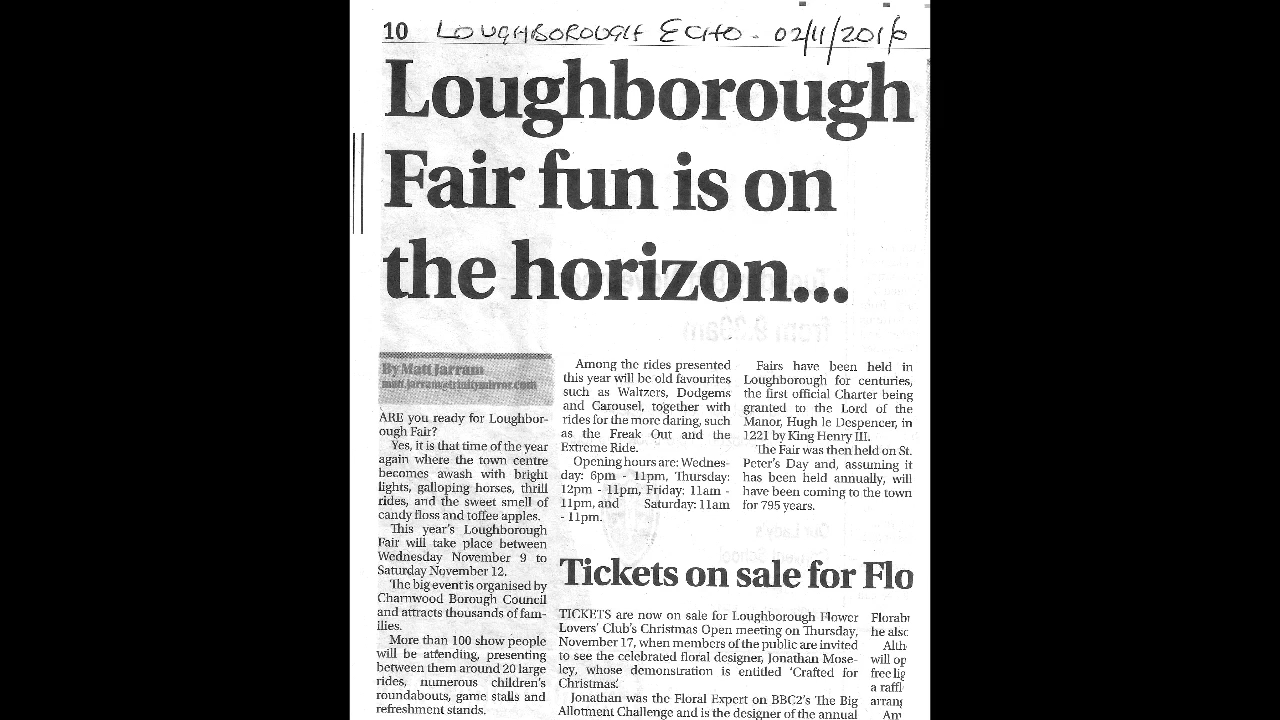 10 LOUGHBOROUGH ECHO - 02/11/2016
Loughborough
Fair fun is on
the horizon...
By Matt Jarram
ARE you ready for Loughbor-
ough Fair?
Yes, it is that time of the year
again where the town centre
becomes awash with bright
lights, galloping horses, thrill
rides, and the sweet smell of
candy floss and toffee apples.
This year's Loughborough
Fair will take place between
Wednesday November 9 to
Saturday November 12.
The big event is organised by
Charnwood Borough Council
and attracts thousands of fam-
ilies.
More than 100 show people
will be attending, presenting
between them around 20 large
rides, numerous children's
roundabouts, game stalls and
refreshment stands.
Among the rides presented
this year will be old favourites
such as Waltzers, Dodgems
and Carousel, together with
rides for the more daring, such
as the Freak Out and the
Extreme Ride.
Opening hours are: Wednes-
day: 6pm - 11pm, Thursday:
12pm - 11pm, Friday: 11am -
11pm, and Saturday: 11am
- 11pm.
Fairs have been held in
Loughborough for centuries,
the first official Charter being
granted to the Lord of the
Manor, Hugh le Despencer, in
1221 by King Henry III.
The Fair was then held on St.
Peter's Day and, assuming it
has been held annually, will
have been coming to the town
for 795 years.
Tickets on sale for Flo
TICKETS are now on sale for Loughborough Flower
Lovers' Club's Christmas Open meeting on Thursday,
November 17, when members of the public are invited
to see the celebrated floral designer, Jonathan Mose-
ley, whose demonstration is entitled 'Crafted for
Christmas.'
Jonathan was the Floral Expert on BBC2's The Big
Allotment Challenge and is the designer of the annual
Florabr
he also
Alth
will op
free lig
a raffl
arrang
Am